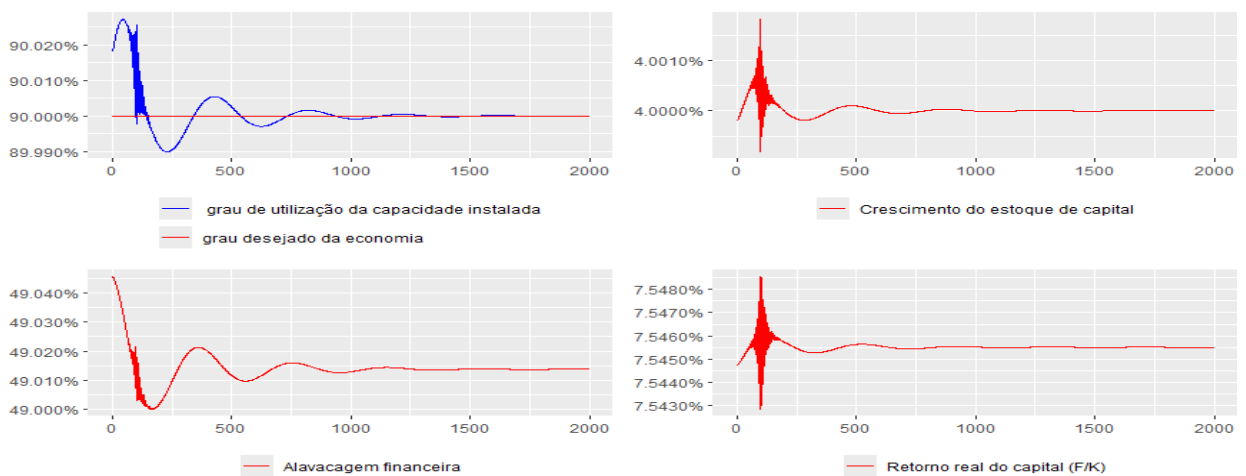 90.020%
90.010%
90.000%
89.990%
0 500 1000 1500 2000
grau de utilização da capacidade instalada
grau desejado da economia
4.0010%
4.0000%
0 500 1000 1500 2000
Crescimento do estoque de capital
49.040%
49.030%
49.020%
49.010%
49.000%
0 500 1000 1500 2000
Alavacagem financeira
7.5480%
7.5470%
7.5460%
7.5450%
7.5440%
7.5430%
0 500 1000 1500 2000
Retorno real do capital (F/K)